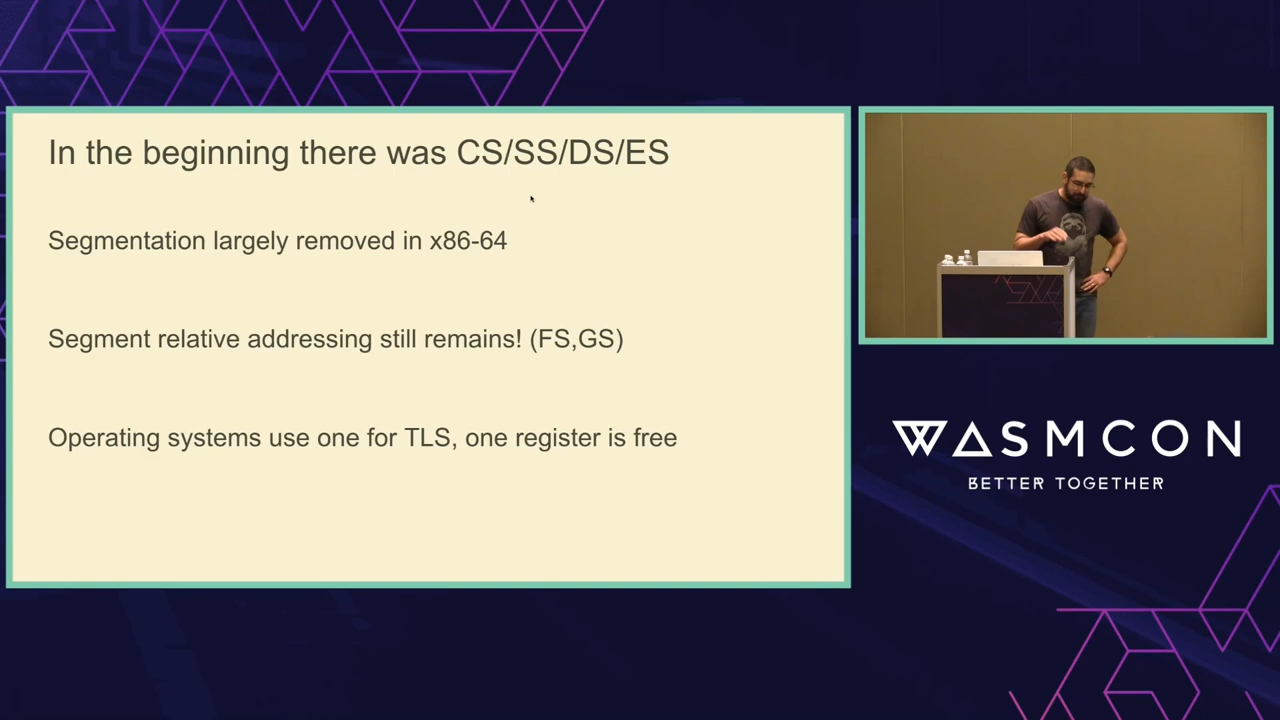 In the beginning there was CS/SS/DS/ES
Segmentation largely removed in x86-64
Segment relative addressing still remains! (FS,GS)
Operating systems use one for TLS, one register is free
WASMCON
BETTER TOGETHER